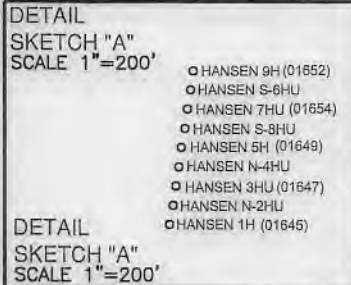 DETAIL
SKETCH "A"
SCALE 1"=200'
HANSEN 9H (01652)
HANSEN S-6HU
HANSEN 7HU (01654)
HANSEN S-8HU
HANSEN 5H (01649)
HANSEN N-4HU
HANSEN 3HU (01647)
HANSEN N-2HU
HANSEN 1H (01645)
DETAIL
SKETCH "A"
SCALE 1"=200'